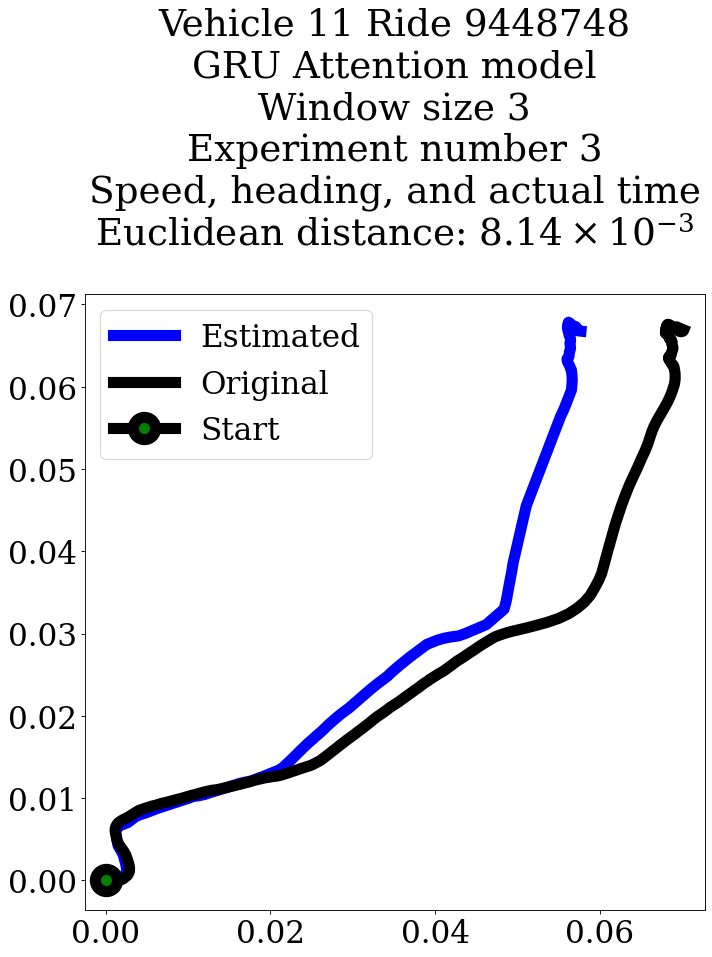 Vehicle 11 Ride 9448748
GRU Attention model
Window size 3
Experiment number 3
Speed, heading, and actual time
Euclidean distance: 8.14 × 10⁻³
0.07
0.06
0.05
0.04
0.03
0.02
0.01
0.00
Estimated
Original
Start
0.00 0.02 0.04 0.06